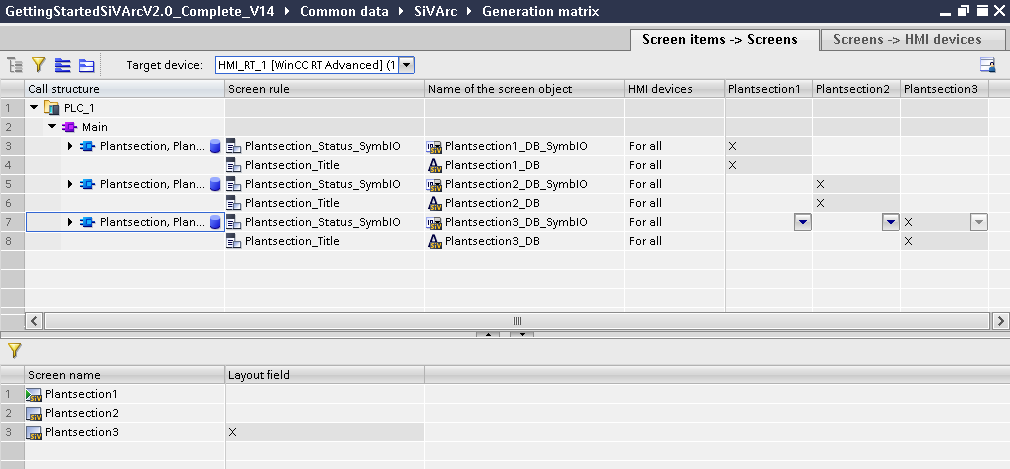 GettingStartedSiVArcV2.0_Complete_V14 Common data SiVArc Generation matrix
Screen items -> Screens Screens -> HMI devices
Target device: HMI_RT_1 [WinCC RT Advanced] (1
Call structure Screen rule Name of the screen object HMI devices Plantsection1 Plantsection2 Plantsection3
1 PLC_1
2 Main
3 Plantsection, Plan... Plantsection_Status_SymbIO Plantsection1_DB_SymbIO For all X
4 Plantsection_Title Plantsection1_DB For all X
5 Plantsection, Plan... Plantsection_Status_SymbIO Plantsection2_DB_SymbIO For all X
6 Plantsection_Title Plantsection2_DB For all X
7 Plantsection, Plan... Plantsection_Status_SymbIO Plantsection3_DB_SymbIO For all X
8 Plantsection_Title Plantsection3_DB For all X
Screen name Layout field
1 Plantsection1
2 Plantsection2
3 Plantsection3 X